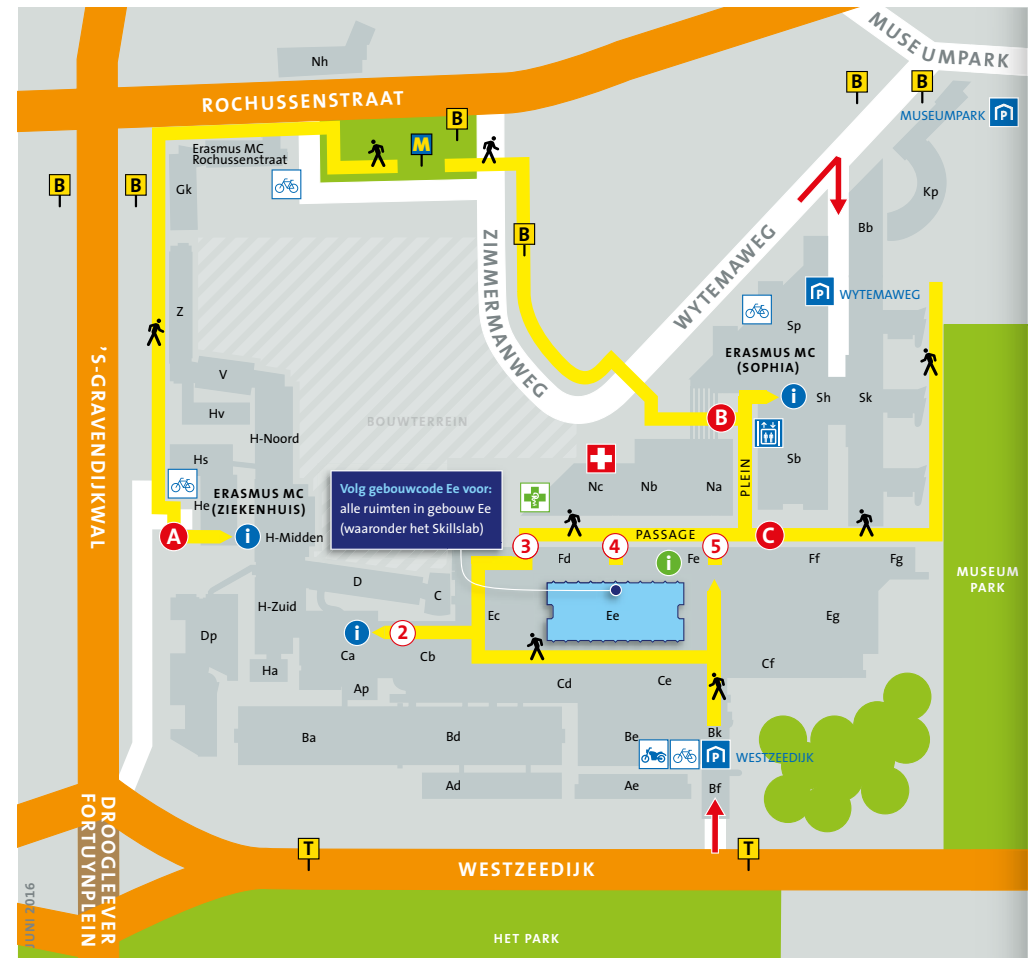 MUSEUMPARK
Nh
B
B
ROCHUSSENSTRAAT
MUSEUMPARK
P
B
M
Erasmus MC
Rochussenstraat
B
B
Gk
Kp
Bb
ZIMMERMANWEG
B
WYTEMAWEG
P
WYTEMAWEG
Z
Sp
'S-GRAVENDIJKWAL
ERASMUS MC
(SOPHIA)
V
i
Sh
Sk
Hv
BOUWTERREIN
B
H-Noord
Hs
Sb
PLEIN
Volg gebouwcode Ee voor:
alle ruimten in gebouw Ee
(waaronder het Skillslab)
Nc
Nb
Na
ERASMUS MC
(ZIEKENHUIS)
He
A
i
H-Midden
PASSAGE
C
3
4
5
Fd
i
Fe
Ff
Fg
MUSEUM
PARK
D
C
H-Zuid
Ec
Ee
Eg
Dp
i
2
Ca
Cb
Cf
Ha
Ap
Cd
Ce
Ba
Bd
Be
Bk
P
WESTZEEDIJK
Ad
Ae
Bf
DROOGLEEVER
FORTUYNPLEIN
T
T
WESTZEEDIJK
JUNI 2016
HET PARK